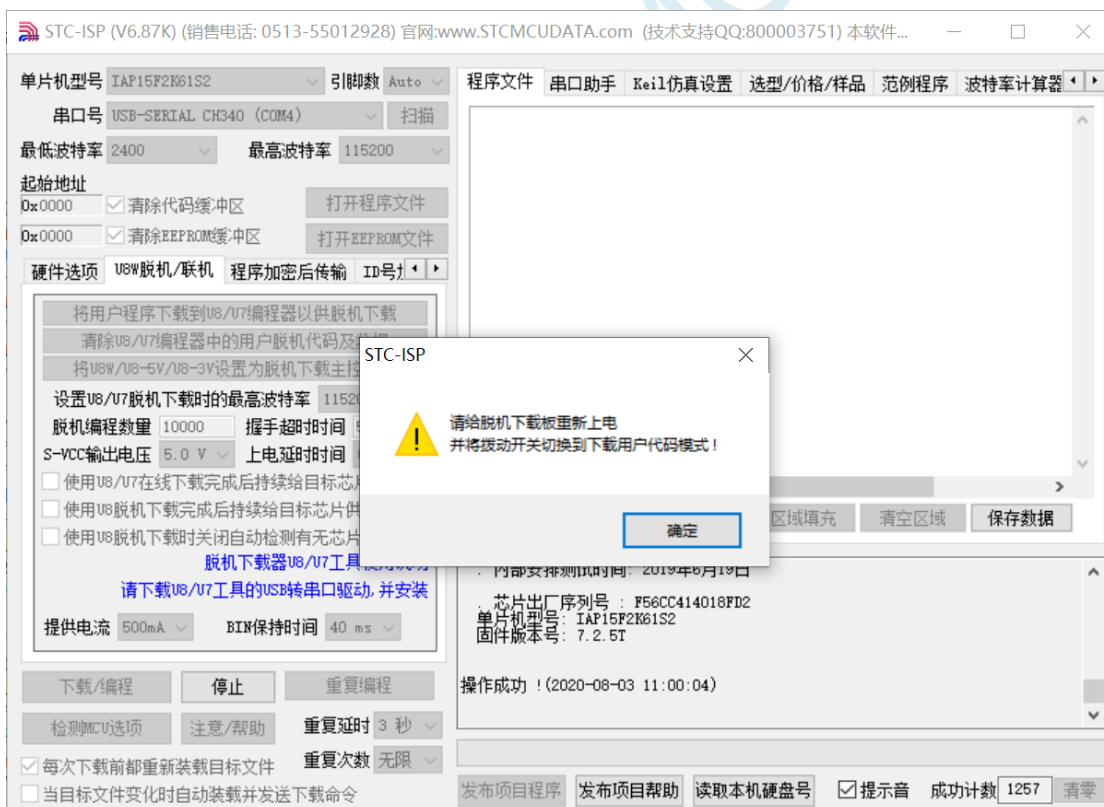 STC-ISP (V6.87K) (销售电话: 0513-55012928) 官网:www.STCMCUDATA.com (技术支持QQ:800003751) 本软件...
单片机型号 IAP15F2K61S2 引脚数 Auto
串口号 USB-SERIAL CH340 (COM4) 扫描
最低波特率 2400 最高波特率 115200
起始地址
0x0000 清除代码缓冲区 打开程序文件
0x0000 清除EEPROM缓冲区 打开EEPROM文件
硬件选项 U8W脱机/联机 程序加密后传输 ID号
将用户程序下载到U8/U7编程器以供脱机下载
清除U8/U7编程器中的用户脱机代码及
将U8W/U8-5V/U8-3V设置为脱机下载主控
设置U8/U7脱机下载时的最高波特率 11520
脱机编程数量 10000 握手超时时间
S-VCC输出电压 5.0 V 上电延时时间
使用U8/U7在线下载完成后持续给目标芯片
使用U8脱机下载完成后持续给目标芯片供
使用U8脱机下载时关闭自动检测有无芯片
脱机下载器U8/U7工具
请下载U8/U7工具的USB转串口驱动,并安装
提供电流 500mA BIN保持时间 40 ms
下载/编程 停止 重复编程
检测MCU选项 注意/帮助 重复延时 3 秒
重复次数 无限
每次下载前都重新装载目标文件
当目标文件变化时自动装载并发送下载命令
程序文件 串口助手 Keil仿真设置 选型/价格/样品 范例程序 波特率计算器
STC-ISP
请给脱机下载板重新上电
并将拨动开关切换到下载用户代码模式!
确定
区域填充 清空区域 保存数据
. 内部安排测试时间: 2019年6月19日
. 芯片出厂序列号 : F56CC414018FD2
单片机型号: IAP15F2K61S2
固件版本号: 7.2.5T
操作成功 !(2020-08-03 11:00:04)
发布项目程序 发布项目帮助 读取本机硬盘号 提示音 成功计数 1257 清零